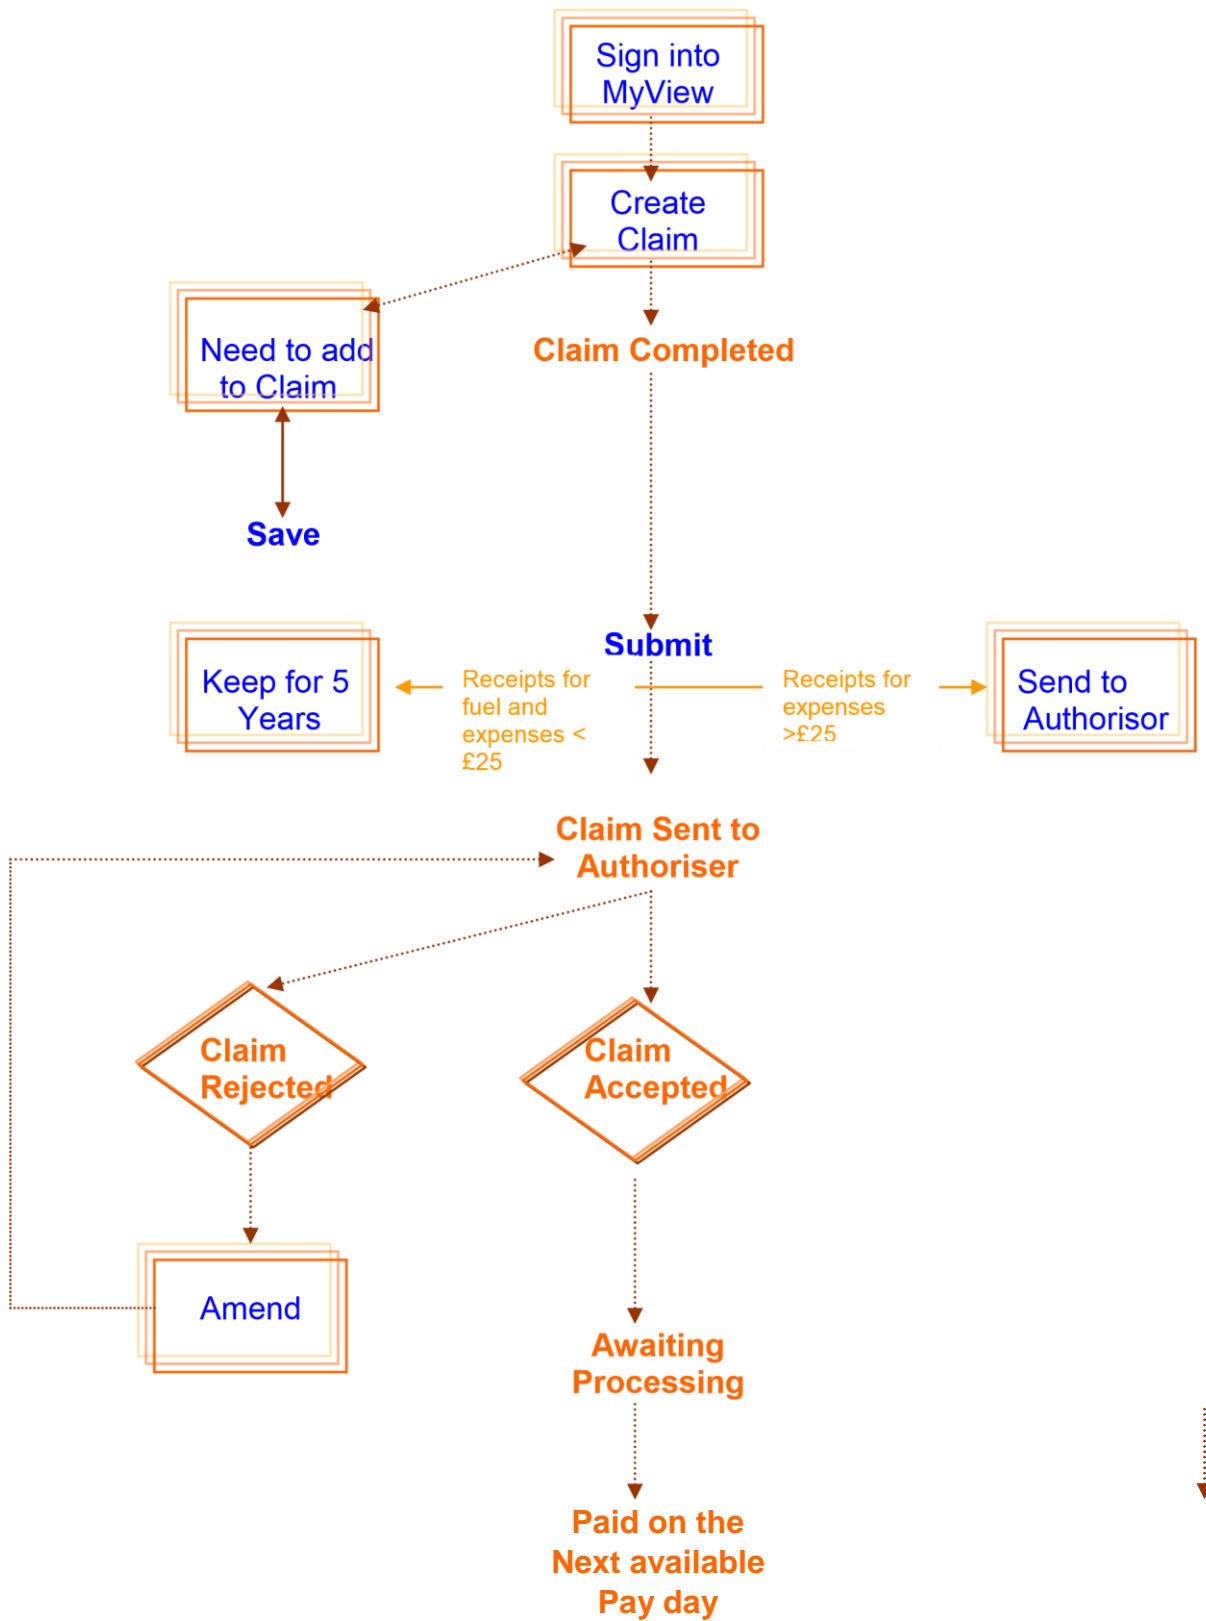 Sign into
MyView
Create
Claim
Need to add
to Claim
Claim Completed
Save
Submit
Keep for 5
Years
Receipts for
fuel and
expenses <
£25
Receipts for
expenses
>£25
Send to
Authorisor
Claim Sent to
Authoriser
Claim
Rejected
Claim
Accepted
Amend
Awaiting
Processing
Paid on the
Next available
Pay day